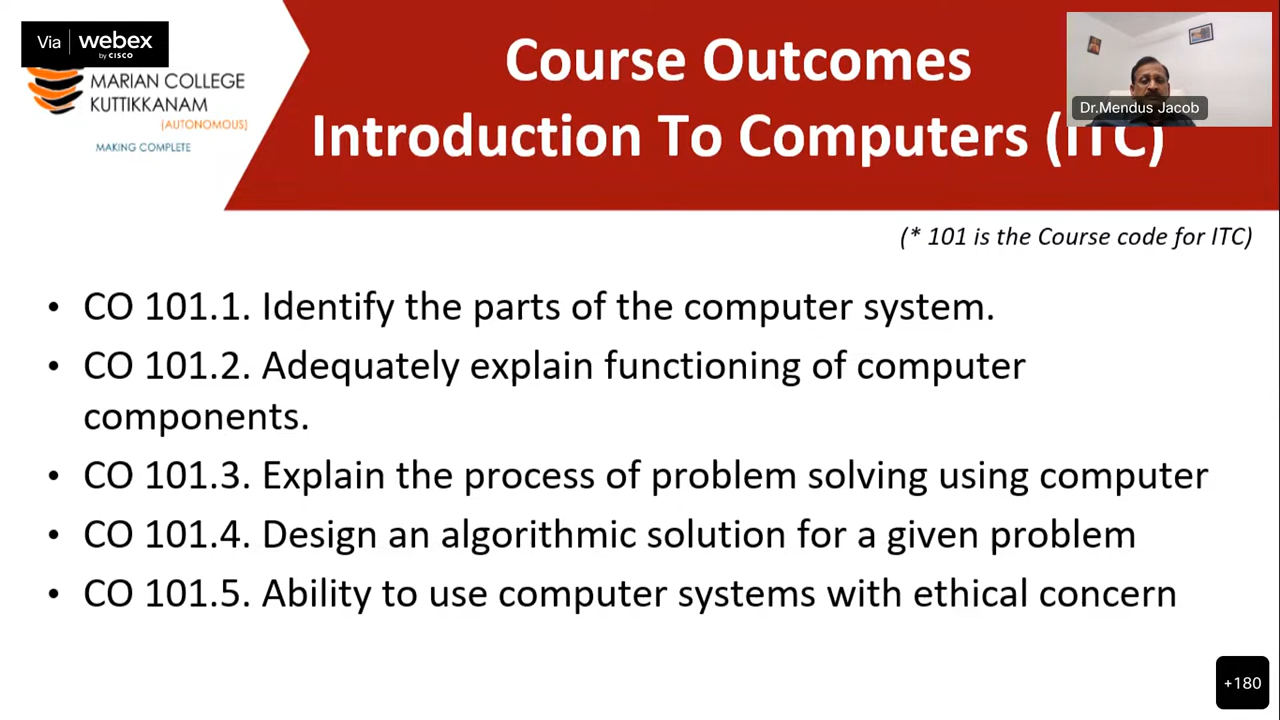 Via webex
by CISCO
MARIAN COLLEGE
KUTTIKKANAM
(AUTONOMOUS)
MAKING COMPLETE
Course Outcomes
Introduction To Computers (ITC)
Dr.Mendus Jacob
(* 101 is the Course code for ITC)
• CO 101.1. Identify the parts of the computer system.
• CO 101.2. Adequately explain functioning of computer
components.
• CO 101.3. Explain the process of problem solving using computer
• CO 101.4. Design an algorithmic solution for a given problem
• CO 101.5. Ability to use computer systems with ethical concern
+180